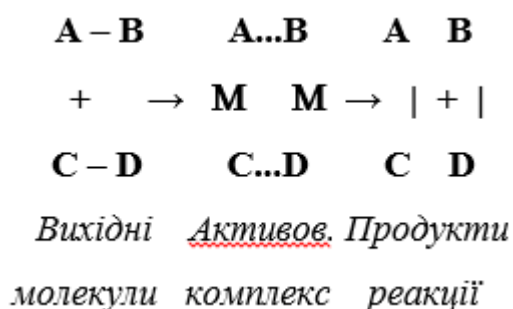 A – B A...B A B
+ → M M → | + |
C – D C...D C D
Вихідні Активов. Продукти
молекули комплекс реакції